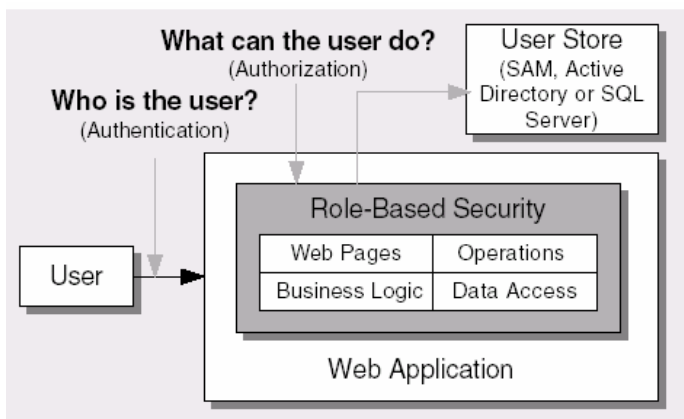 What can the user do?
(Authorization)
User Store
(SAM, Active
Directory or SQL
Server)
Who is the user?
(Authentication)
Role-Based Security
Web Pages
Operations
Business Logic
Data Access
User
Web Application